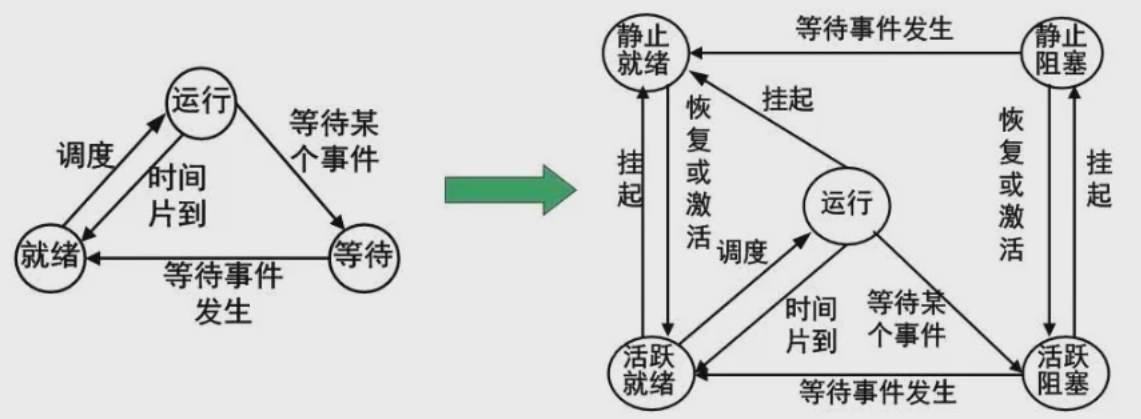 运行
调度
等待某
个事件
时间
片到
就绪
等待
等待事件
发生
静止
就绪
等待事件发生
静止
阻塞
挂起
恢复或激活
挂起
运行
恢复或激活
挂起
调度
时间
片到
等待某
个事件
活跃
就绪
等待事件发生
活跃
阻塞